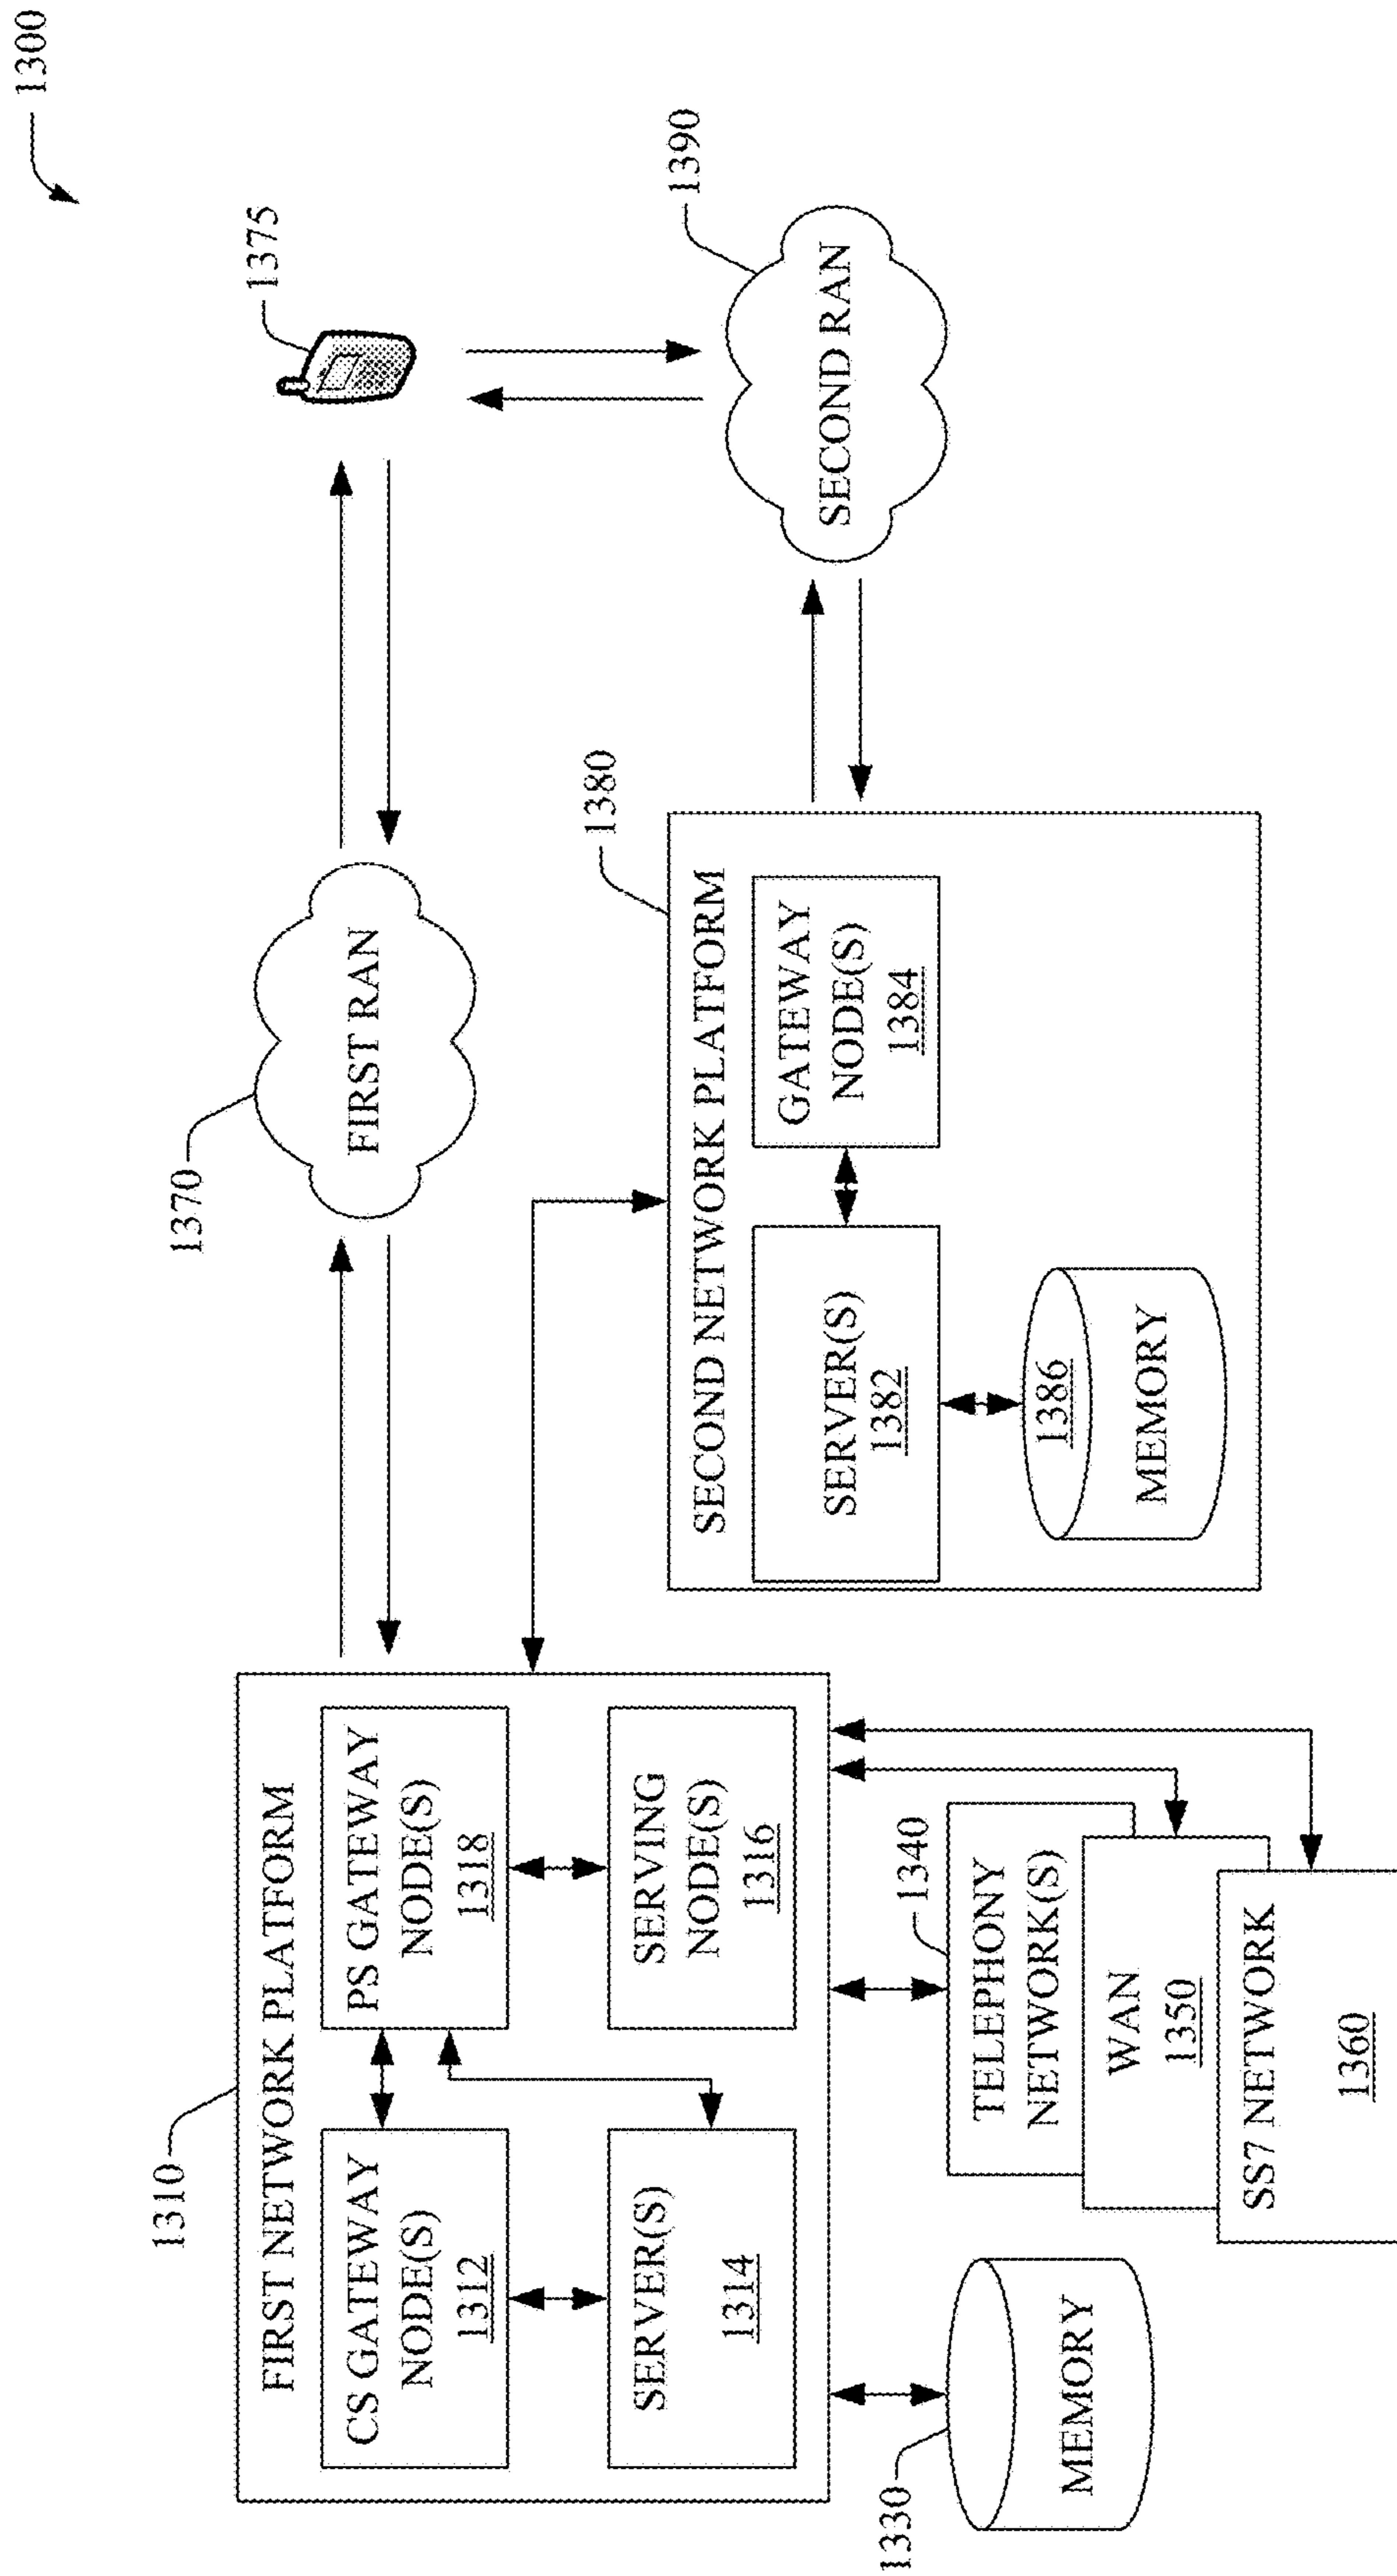 1300
1310
FIRST NETWORK PLATFORM
CS GATEWAY
NODE(S)
1312
PS GATEWAY
NODE(S)
1318
SERVER(S)
1314
SERVING
NODE(S)
1316
1370
FIRST RAN
1375
1330
MEMORY
1340
TELEPHONY
NETWORK(S)
WAN
1350
SS7 NETWORK
1360
1380
SECOND NETWORK PLATFORM
SERVER(S)
1382
GATEWAY
NODE(S)
1384
1386
MEMORY
1390
SECOND RAN